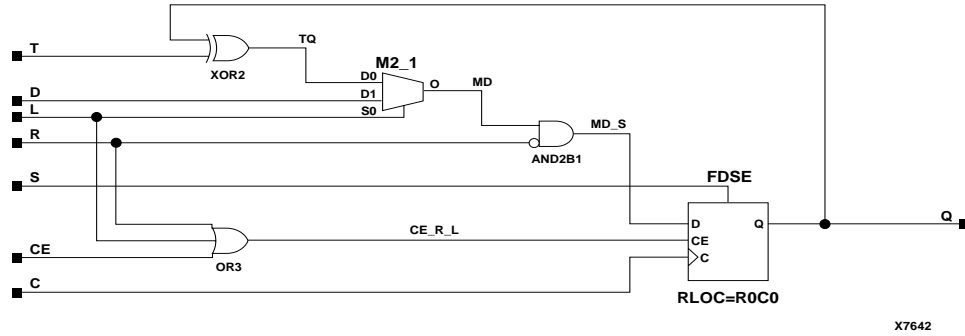 T
TQ
XOR2
M2_1
D
D0
D1
O
MD
L
S0
R
MD_S
AND2B1
S
FDSE
D
Q
Q
CE_R_L
CE
CE
C
OR3
C
RLOC=R0C0
X7642